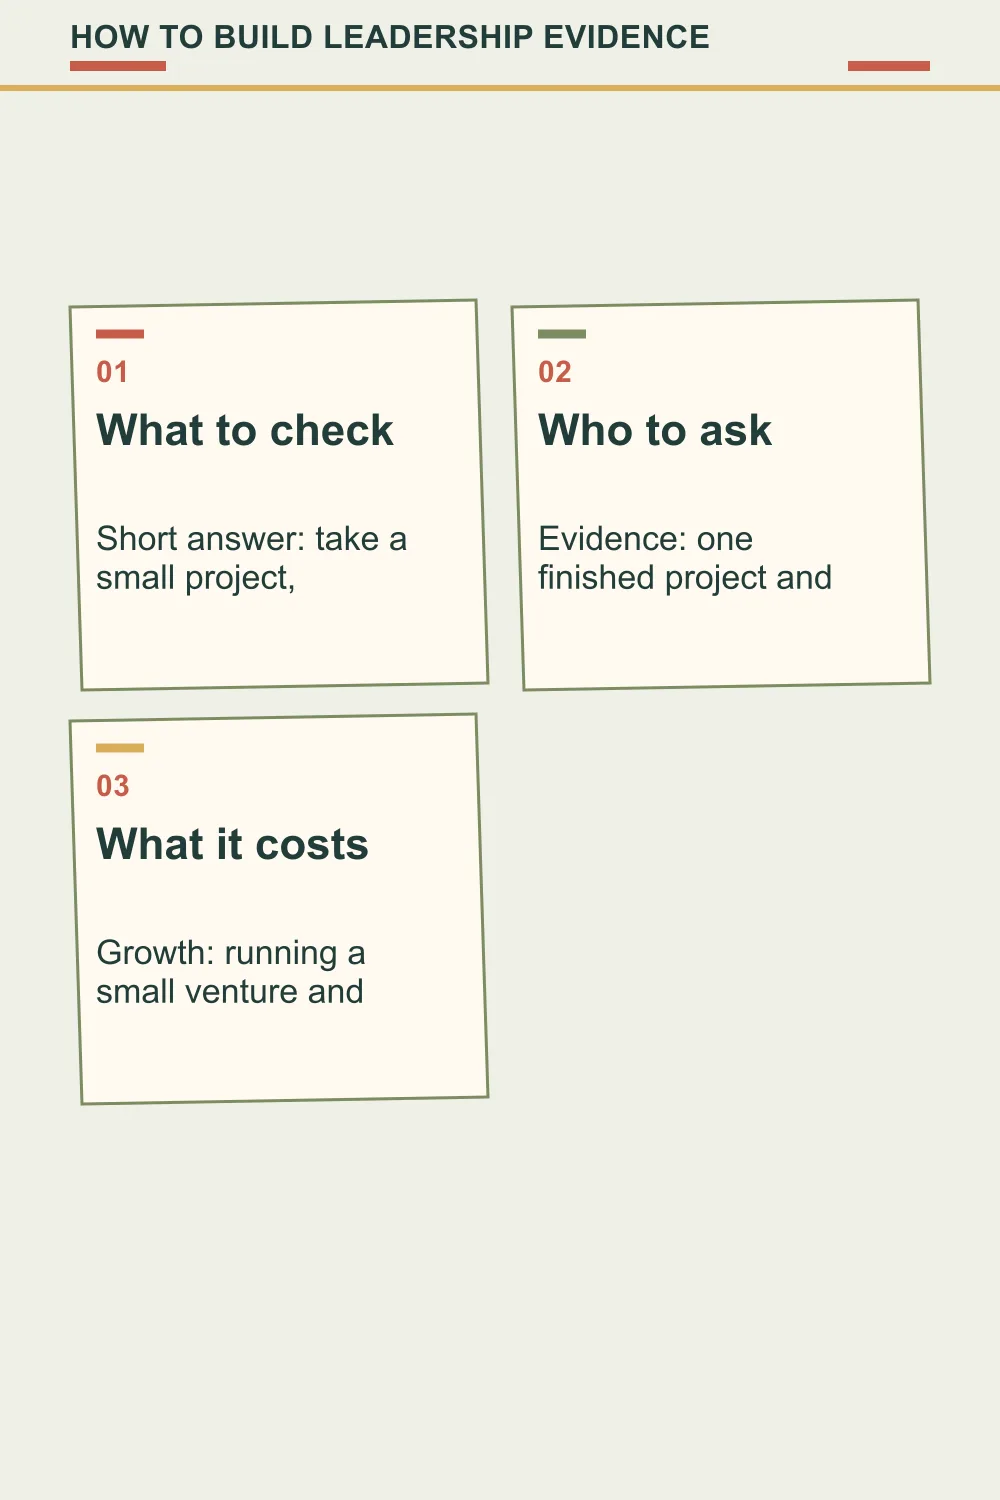 HOW TO BUILD LEADERSHIP EVIDENCE
01
What to check
Short answer: take a
small project,
02
Who to ask
Evidence: one
finished project and
03
What it costs
Growth: running a
small venture and